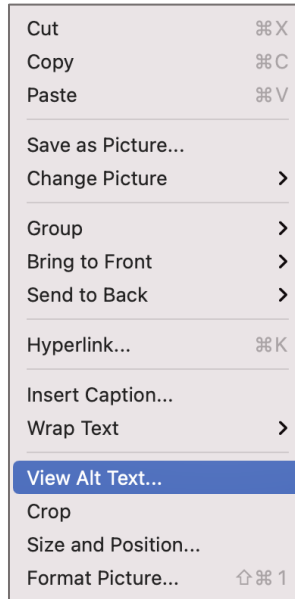 Cut ⌘X
Copy ⌘C
Paste ⌘V
Save as Picture...
Change Picture
Group
Bring to Front
Send to Back
Hyperlink... ⌘K
Insert Caption...
Wrap Text
View Alt Text...
Crop
Size and Position...
Format Picture... ⇧⌘1